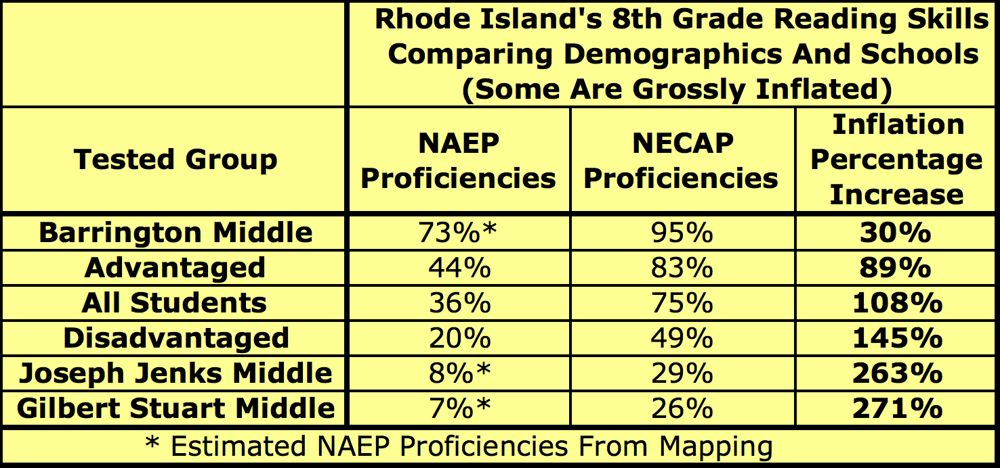 Rhode Island's 8th Grade Reading Skills
Comparing Demographics And Schools
(Some Are Grossly Inflated)
Tested Group
NAEP
Proficiencies
NECAP
Proficiencies
Inflation
Percentage
Increase
Barrington Middle 73%* 95% 30%
Advantaged 44% 83% 89%
All Students 36% 75% 108%
Disadvantaged 20% 49% 145%
Joseph Jenks Middle 8%* 29% 263%
Gilbert Stuart Middle 7%* 26% 271%
* Estimated NAEP Proficiencies From Mapping